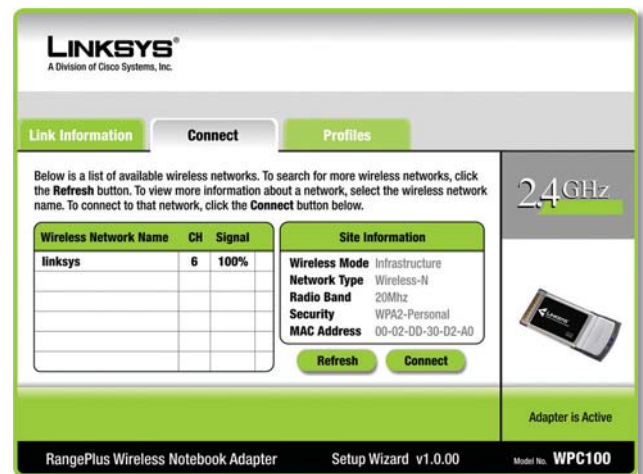 LINKSYS®
A Division of Cisco Systems, Inc.
Link Information
Connect
Profiles
Below is a list of available wireless networks. To search for more wireless networks, click
the Refresh button. To view more information about a network, select the wireless network
name. To connect to that network, click the Connect button below.
2.4GHz
Wireless Network Name CH Signal
linksys 6 100%
Site Information
Wireless Mode Infrastructure
Network Type Wireless-N
Radio Band 20Mhz
Security WPA2-Personal
MAC Address 00-02-DD-30-D2-A0
Refresh
Connect
LINKSYS
Adapter is Active
RangePlus Wireless Notebook Adapter
Setup Wizard v1.0.00
Model No. WPC100